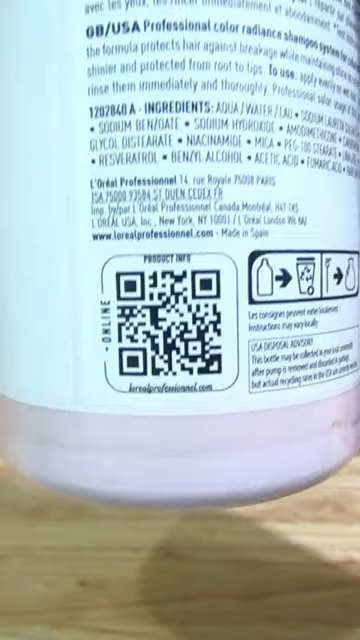 avec les yeux, les rincer immédiatement et abondamment.
GB/USA Professional color radiance shampoo system for
the formula protects hair against breakage while maintaining
shinier and protected from root to tips. To use: apply evenly
rinse them immediately and thoroughly. Professional salon
1202840 A - INGREDIENTS: AQUA / WATER / EAU • SODIUM LAURETH
• SODIUM BENZOATE • SODIUM HYDROXIDE • AMODIMETHICONE •
GLYCOL DISTEARATE • NIACINAMIDE • MICA • PEG-100 STEARATE •
• RESVERATROL • BENZYL ALCOHOL • ACETIC ACID • FUMARIC ACID
L'Oréal Professionnel 14, rue Royale 75008 PARIS
TSA 75000 93584 ST OUEN CEDEX FR
Imp. by/par L'Oréal Professionnel Canada Montréal, H4T 1K5
L'ORÉAL USA, Inc., New York, NY 10001 / L'Oréal London W6 8AZ
www.lorealprofessionnel.com - Made in Spain
PRODUCT INFO
• ONLINE
lorealprofessionnel.com
Les consignes peuvent varier localement
Instructions may vary locally
USA DISPOSAL ADVISORY
This bottle may be collected in your local
after pump is removed and discarded in
but actual recycling rates in the USA are